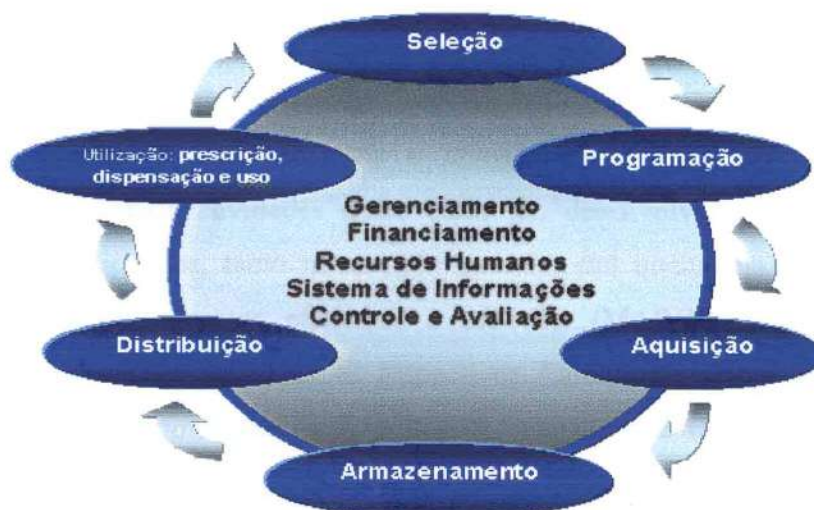 Seleção
Programação
Aquisição
Armazenamento
Distribuição
Utilização: prescrição,
dispensação e uso
Gerenciamento
Financiamento
Recursos Humanos
Sistema de Informações
Controle e Avaliação